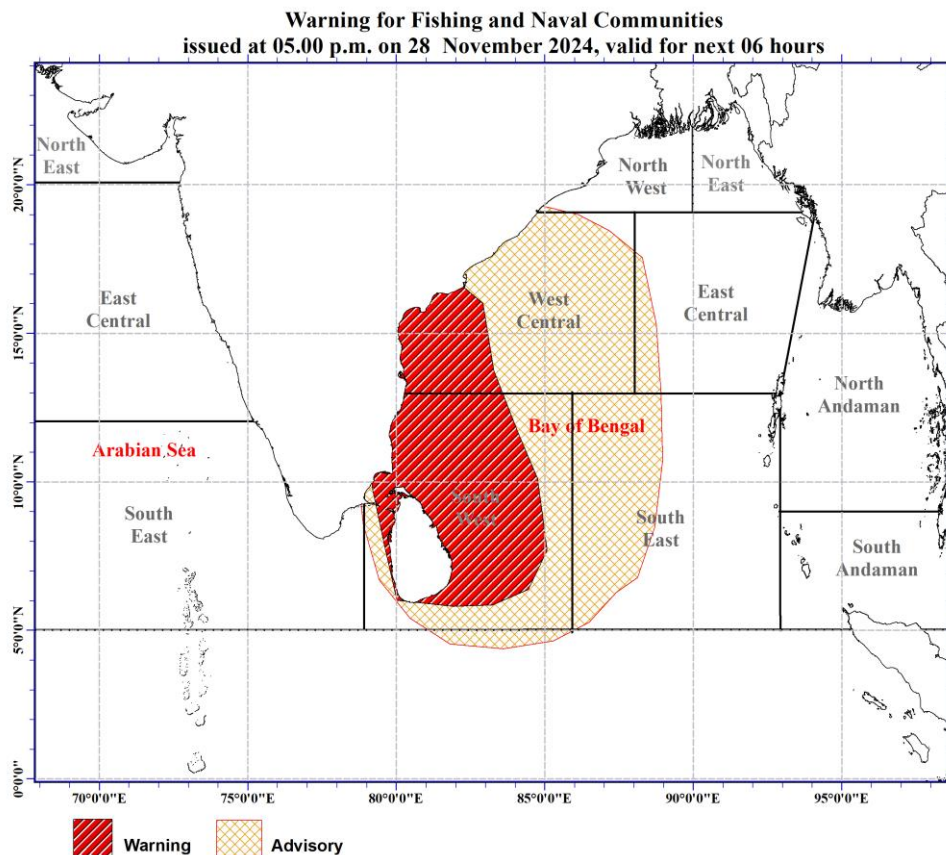 Warning for Fishing and Naval Communities
issued at 05.00 p.m. on 28 November 2024, valid for next 06 hours
North
East
North
West
North
East
20°0'0"N
East
Central
West
Central
East
Central
15°0'0"N
North
Andaman
Bay of Bengal
Arabian Sea
10°0'0"N
South
East
South
West
South
East
South
Andaman
5°0'0"N
0°0'0"
70°0'0"E
75°0'0"E
80°0'0"E
85°0'0"E
90°0'0"E
95°0'0"E
Warning
Advisory